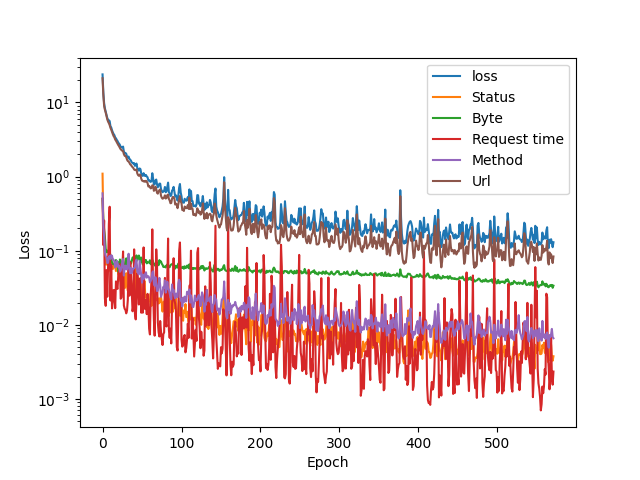 loss
Status
Byte
Request time
Method
Url
Loss
10¹
10⁰
10⁻¹
10⁻²
10⁻³
0 100 200 300 400 500
Epoch